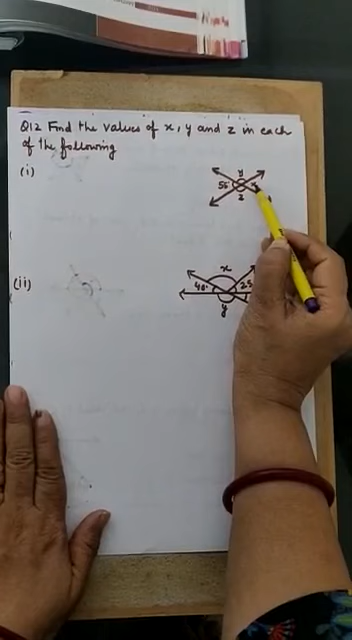 Q12 Find the values of x, y and z in each
of the following
(i)
y
55° x
z
(ii)
x
40° 25
y